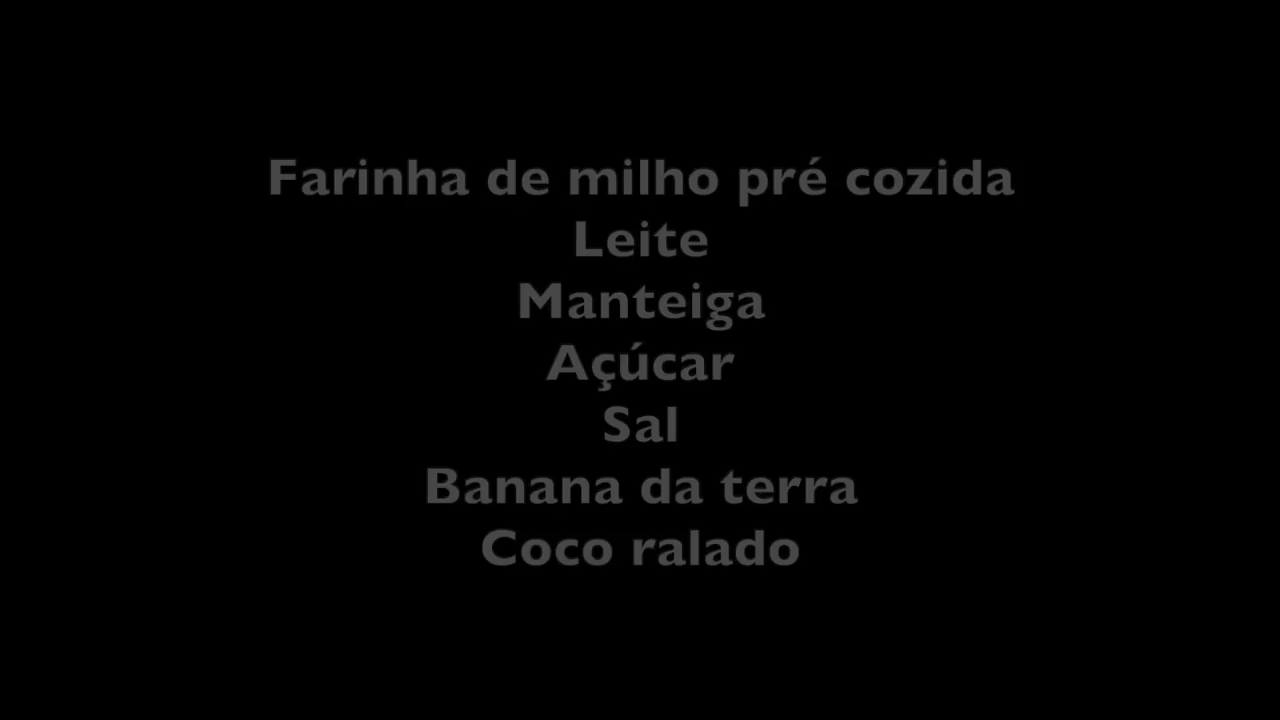 Farinha de milho pré cozida
Leite
Manteiga
Açúcar
Sal
Banana da terra
Coco ralado